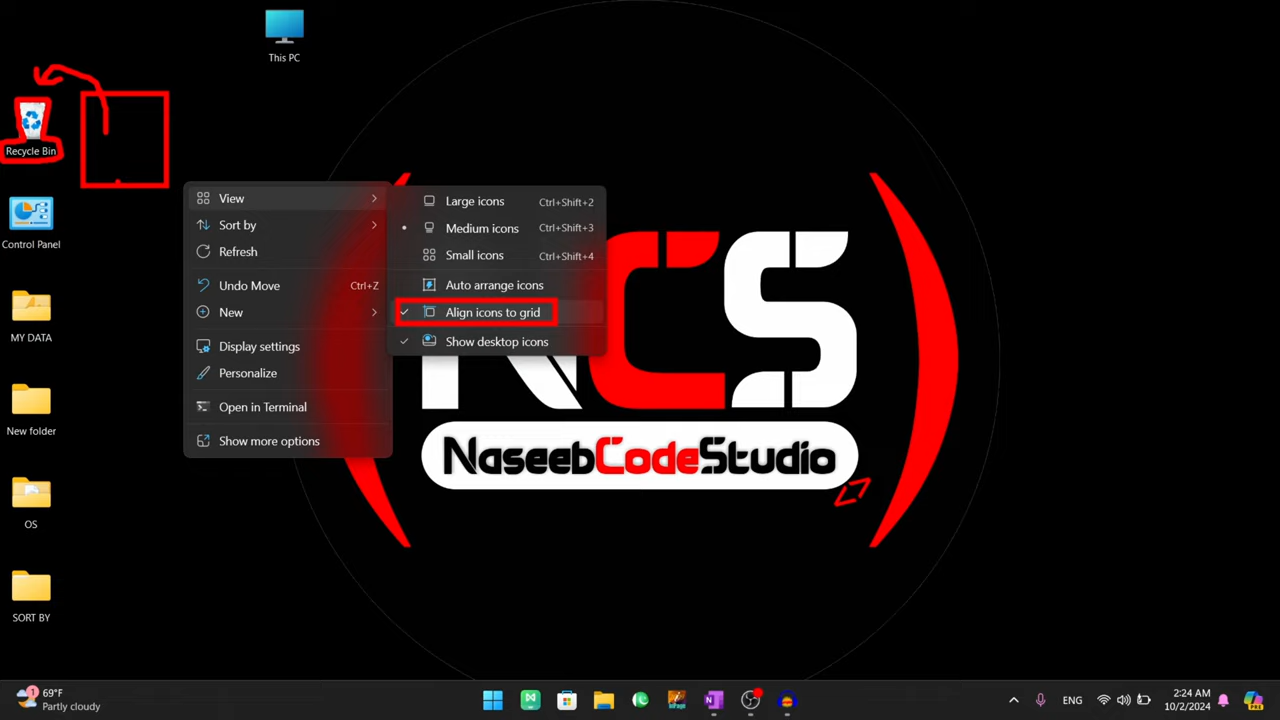 This PC
Recycle Bin
Control Panel
MY DATA
New folder
OS
SORT BY
View
Sort by
Refresh
Undo Move Ctrl+Z
New
Display settings
Personalize
Open in Terminal
Show more options
Large icons Ctrl+Shift+2
Medium icons Ctrl+Shift+3
Small icons Ctrl+Shift+4
Auto arrange icons
Align icons to grid
Show desktop icons
NCS
NaseebCodeStudio
1
69°F
Partly cloudy
ENG
2:24 AM
10/2/2024